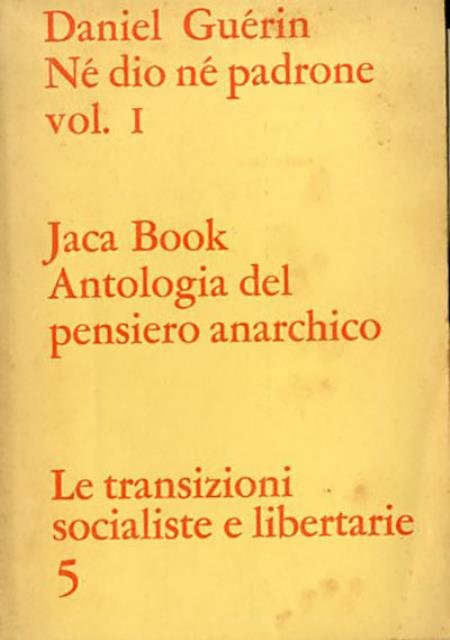 Daniel Guérin
Né dio né padrone
vol. I
Jaca Book
Antologia del
pensiero anarchico
Le transizioni
socialiste e libertarie
5